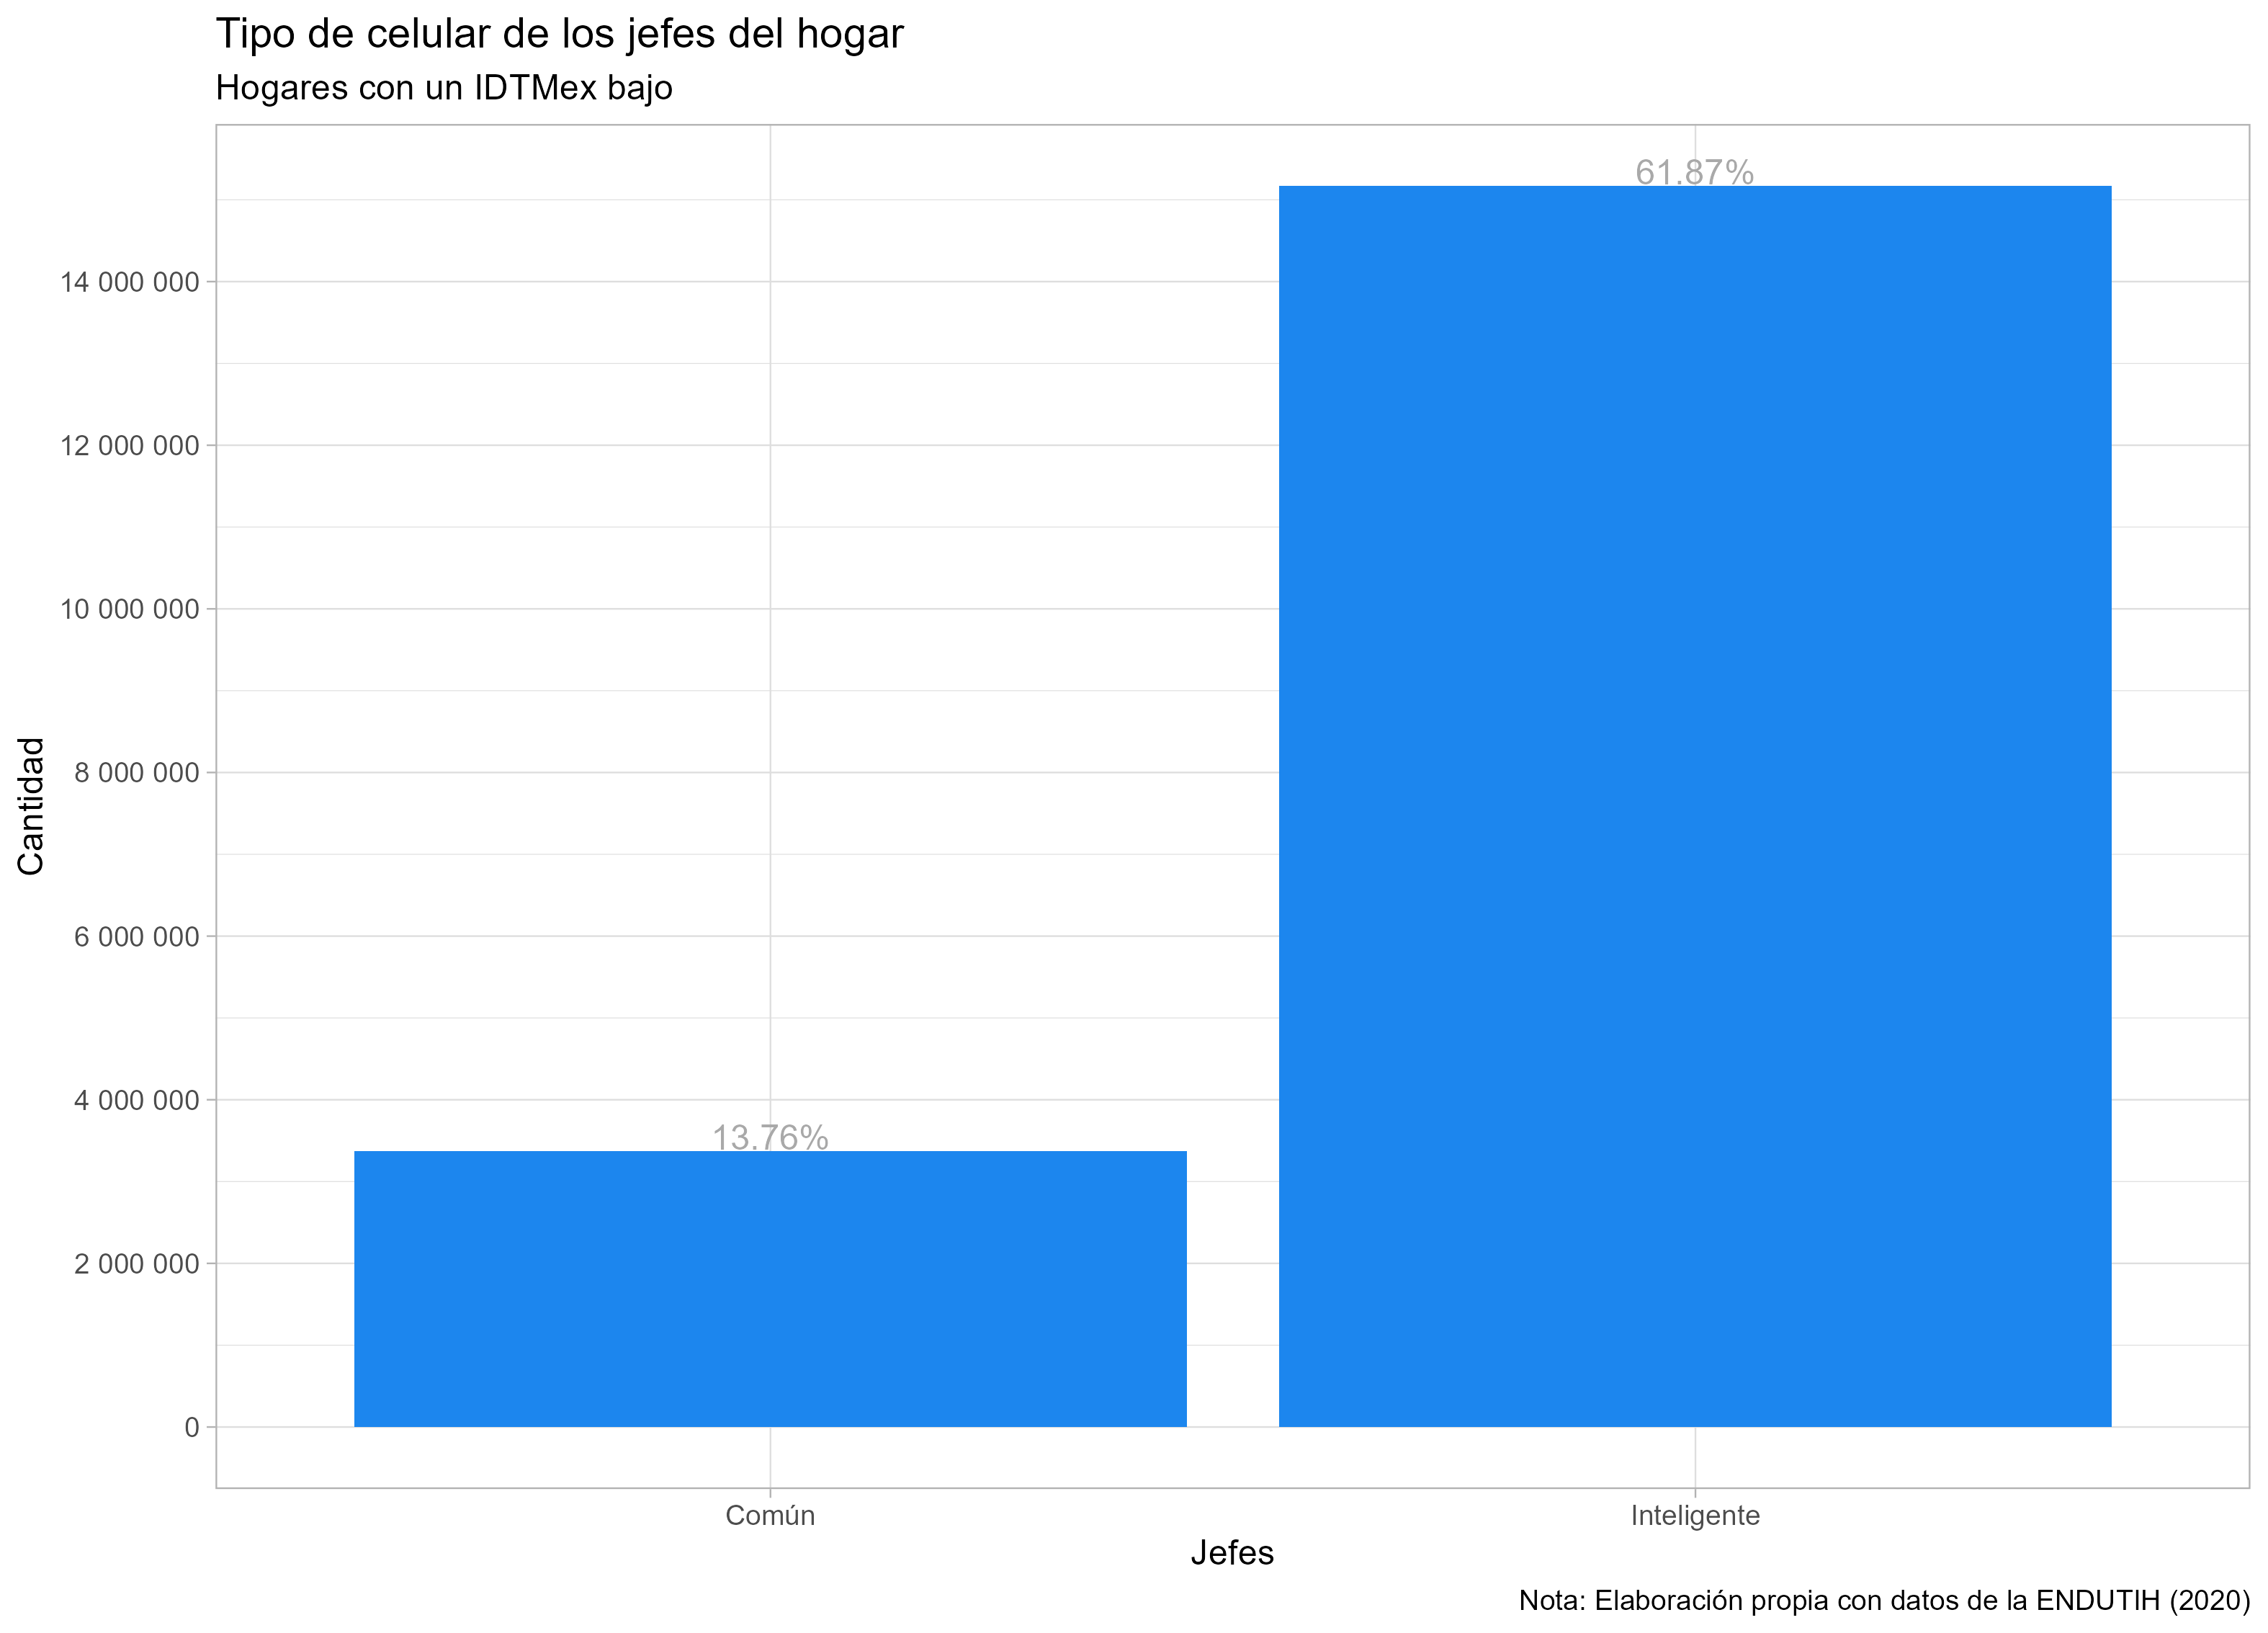 Tipo de celular de los jefes del hogar
Hogares con un IDTMex bajo
61.87%
14 000 000
12 000 000
10 000 000
8 000 000
Cantidad
6 000 000
4 000 000
13.76%
2 000 000
0
Común
Inteligente
Jefes
Nota: Elaboración propia con datos de la ENDUTIH (2020)